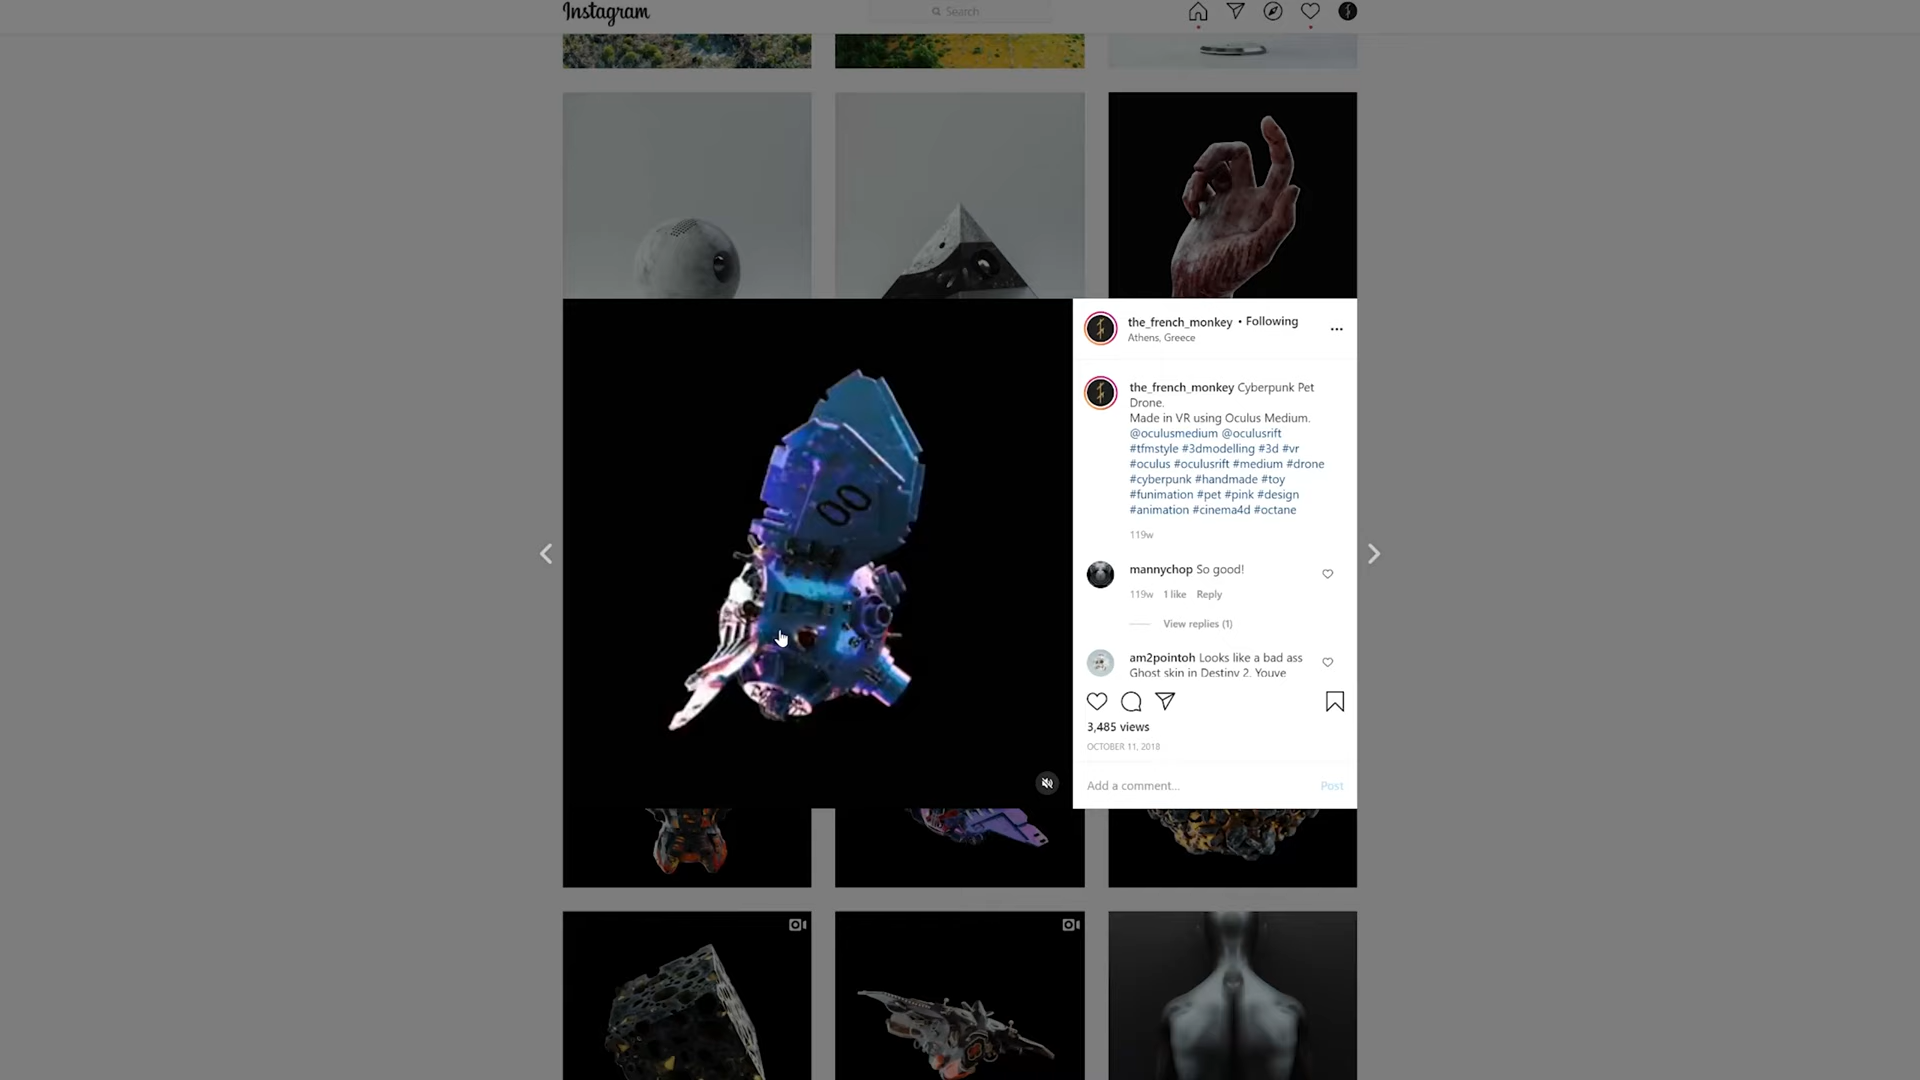 Instagram
Search
the_french_monkey • Following
Athens, Greece
the_french_monkey Cyberpunk Pet
Drone.
Made in VR using Oculus Medium.
@oculusmedium @oculusrift
#tfmstyle #3dmodelling #3d #vr
#oculus #oculusrift #medium #drone
#cyberpunk #handmade #toy
#funimation #pet #pink #design
#animation #cinema4d #octane
119w
mannychop So good!
119w 1 like Reply
View replies (1)
am2pointoh Looks like a bad ass
Ghost skin in Destiny 2. Youve
3,485 views
OCTOBER 11, 2018
Add a comment... Post
00